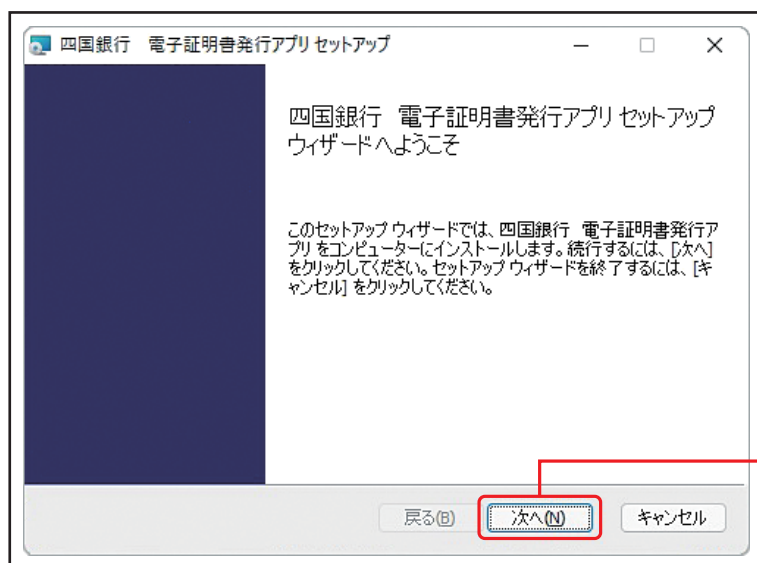 四国銀行　電子証明書発行アプリ セットアップ
四国銀行　電子証明書発行アプリ セットアップ
ウィザードへようこそ
このセットアップ ウィザードでは、四国銀行　電子証明書発行ア
プリ をコンピューターにインストールします。続行するには、[次へ]
をクリックしてください。セットアップ ウィザードを終了するには、[キ
ャンセル] をクリックしてください。
戻る(B) 次へ(N) キャンセル